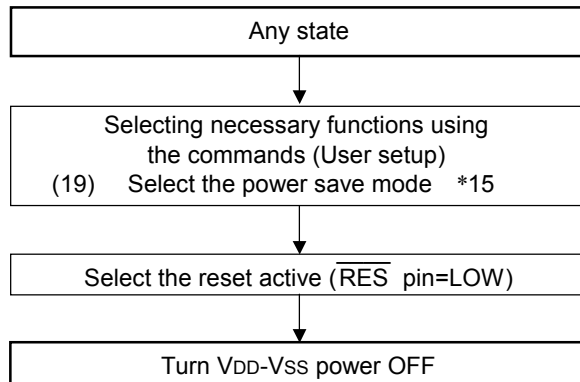 Any state
Selecting necessary functions using
the commands (User setup)
(19) Select the power save mode *15
Select the reset active (R̅E̅S̅ pin=LOW)
Turn VDD-VSS power OFF